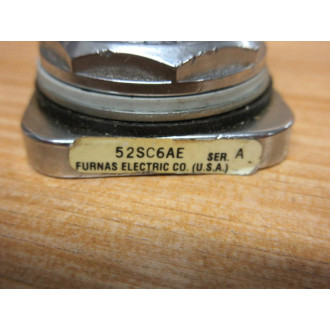 52SC6AE SER. A
FURNAS ELECTRIC CO. (U.S.A.)